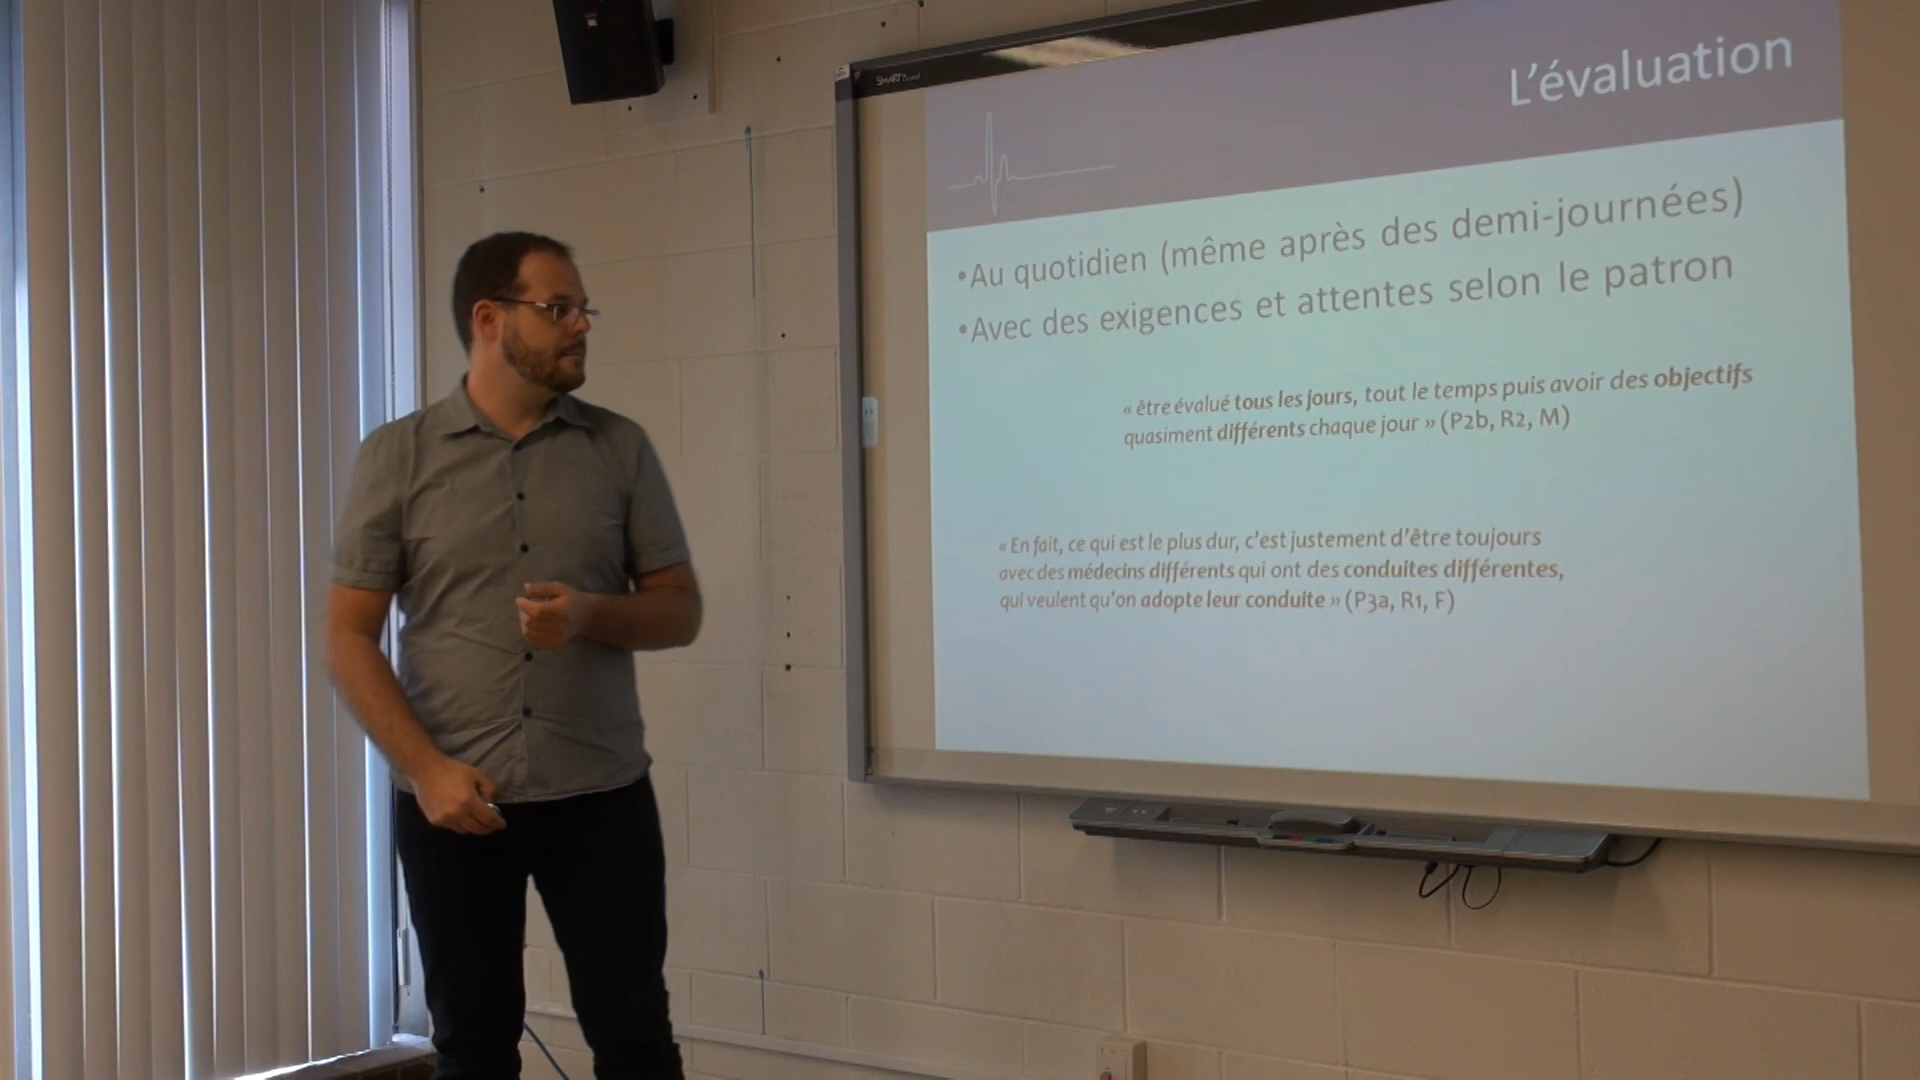 SMART Board
L'évaluation
•Au quotidien (même après des demi-journées)
•Avec des exigences et attentes selon le patron
« être évalué tous les jours, tout le temps puis avoir des objectifs
quasiment différents chaque jour » (P2b, R2, M)
« En fait, ce qui est le plus dur, c'est justement d'être toujours
avec des médecins différents qui ont des conduites différentes,
qui veulent qu'on adopte leur conduite » (P3a, R1, F)